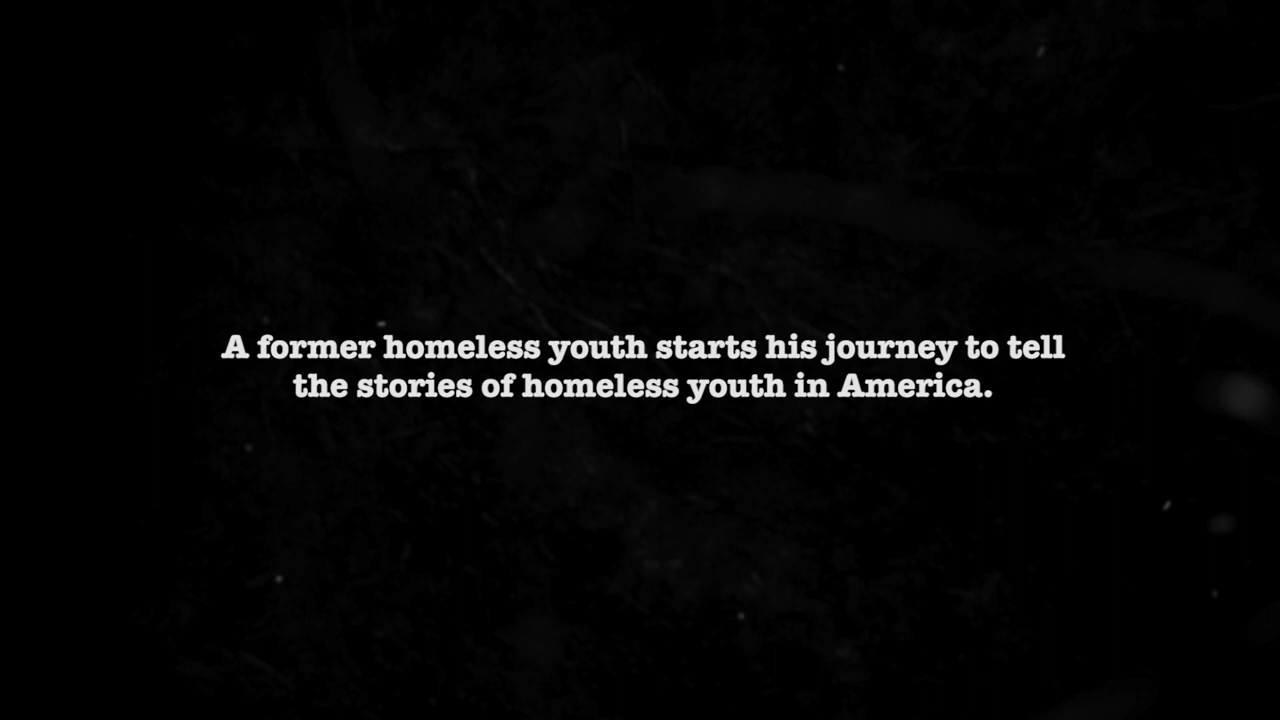 A former homeless youth starts his journey to tell
the stories of homeless youth in America.